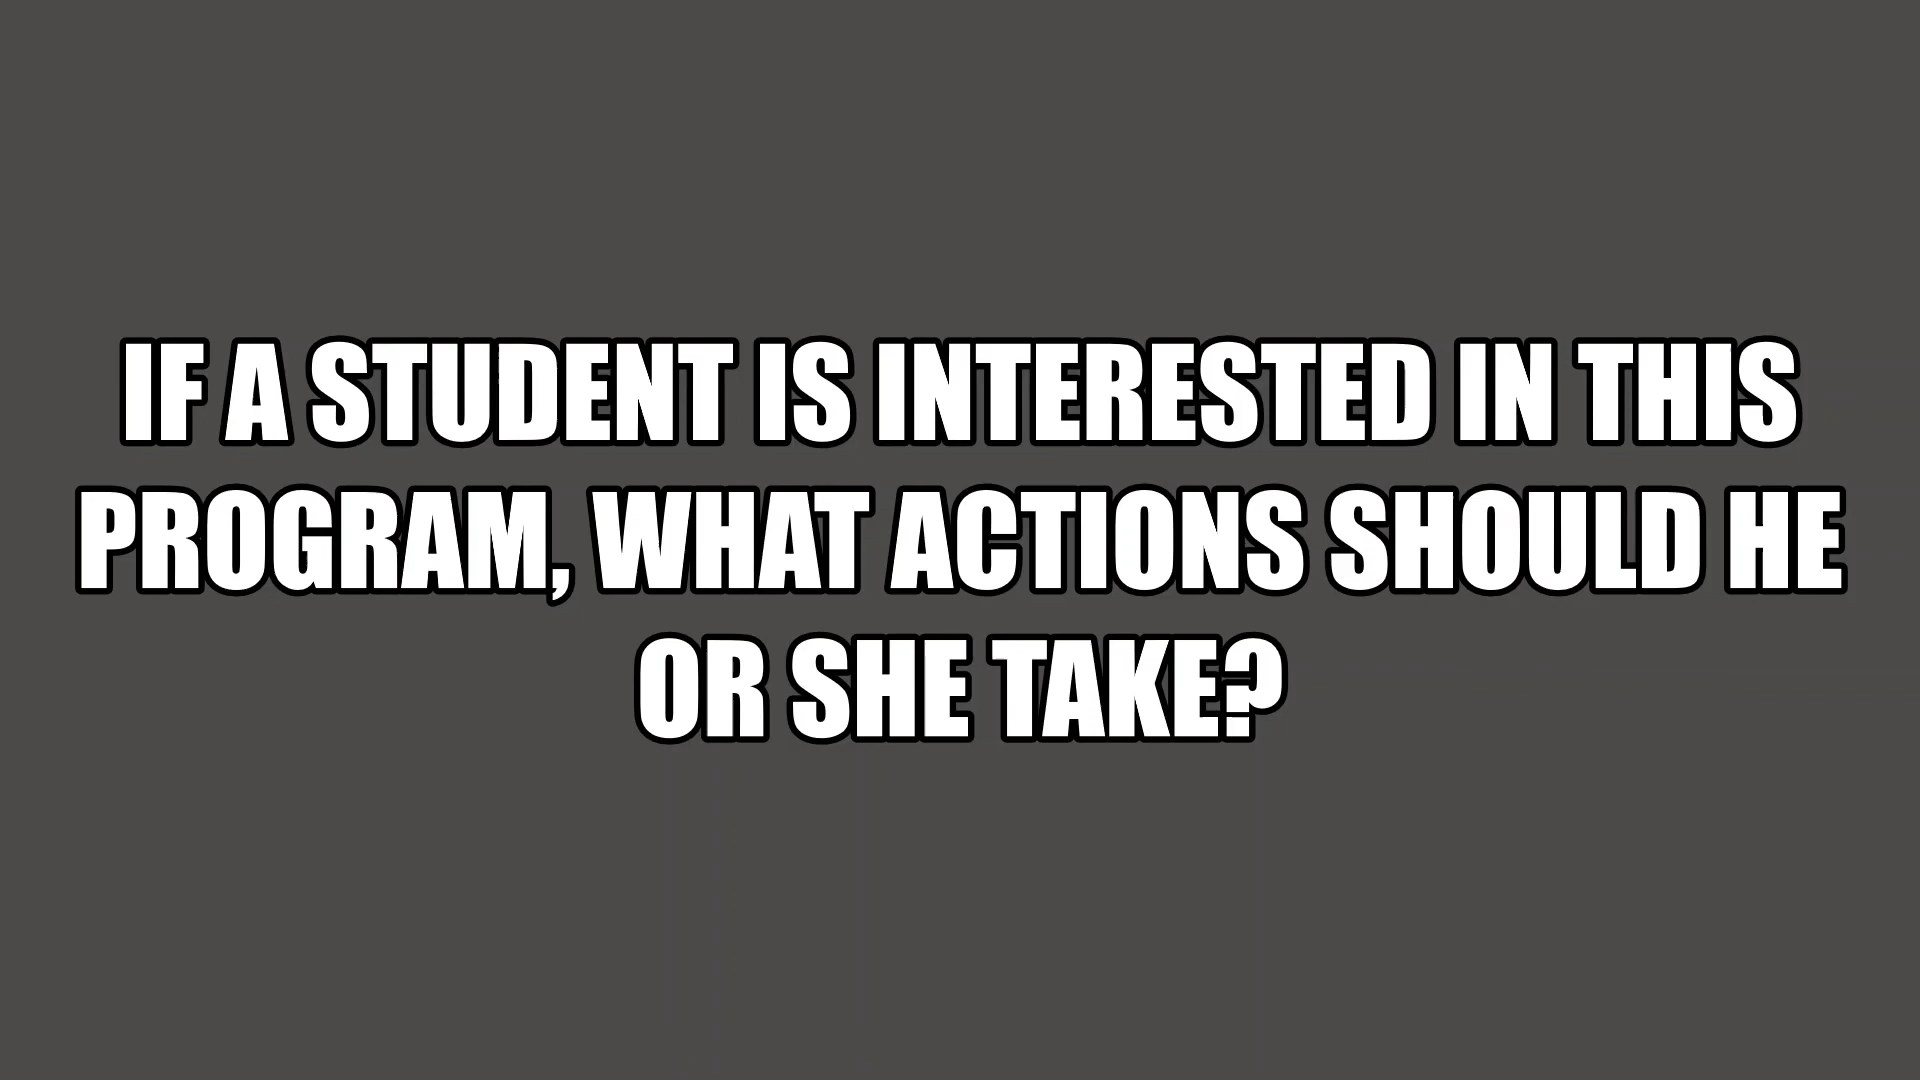 IF A STUDENT IS INTERESTED IN THIS
PROGRAM, WHAT ACTIONS SHOULD HE
OR SHE TAKE?